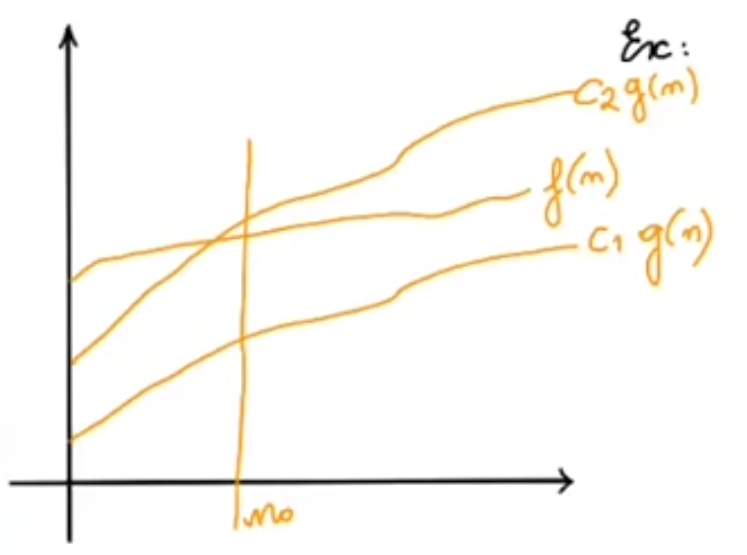 Ex:
C₂ g(n)
f(n)
C₁ g(n)
n₀